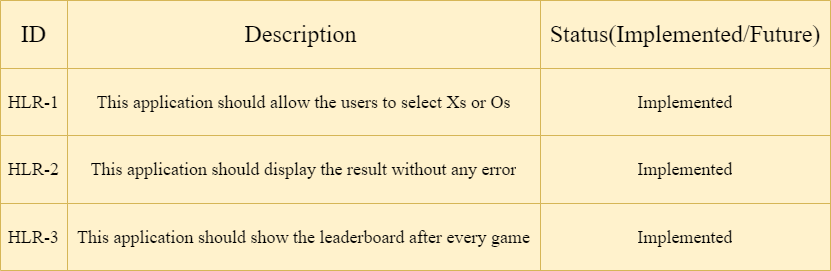 ID Description Status(Implemented/Future)
HLR-1 This application should allow the users to select Xs or Os Implemented
HLR-2 This application should display the result without any error Implemented
HLR-3 This application should show the leaderboard after every game Implemented